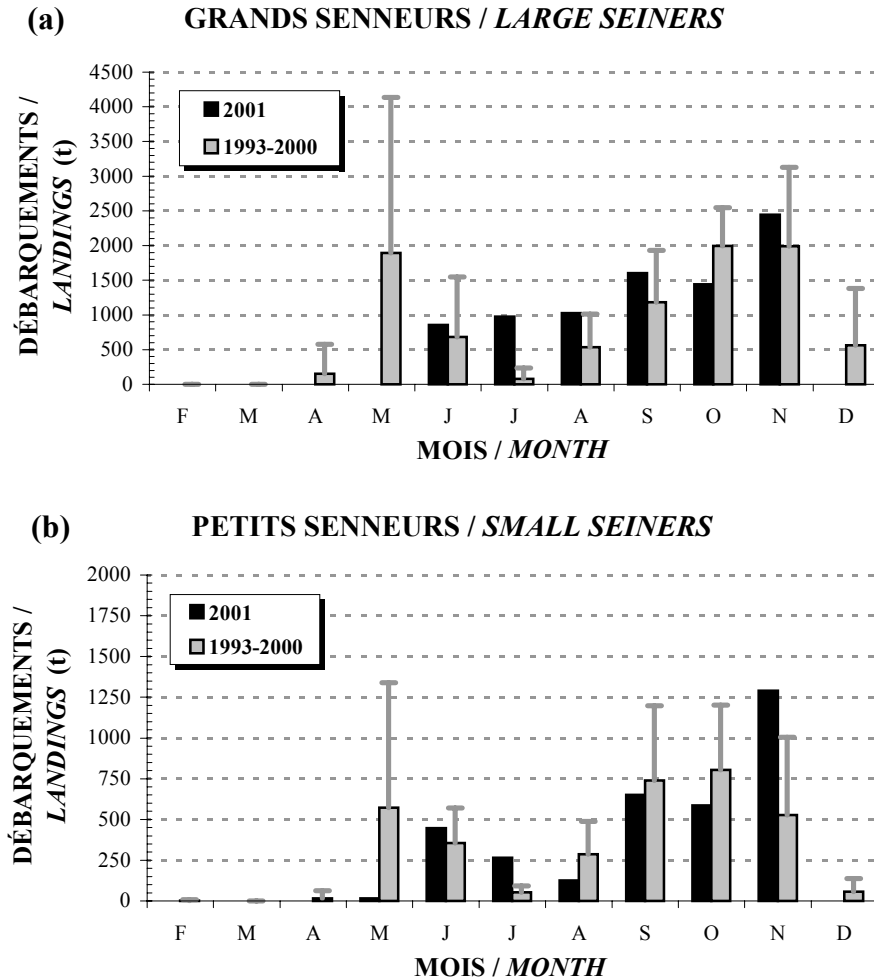 (a) GRANDS SENNEURS / LARGE SEINERS
DÉBARQUEMENTS /
LANDINGS (t)
4500
4000
3500
3000
2500
2000
1500
1000
500
0
2001
1993-2000
F M A M J J A S O N D
MOIS / MONTH
(b) PETITS SENNEURS / SMALL SEINERS
DÉBARQUEMENTS /
LANDINGS (t)
2000
1750
1500
1250
1000
750
500
250
0
2001
1993-2000
F M A M J J A S O N D
MOIS / MONTH